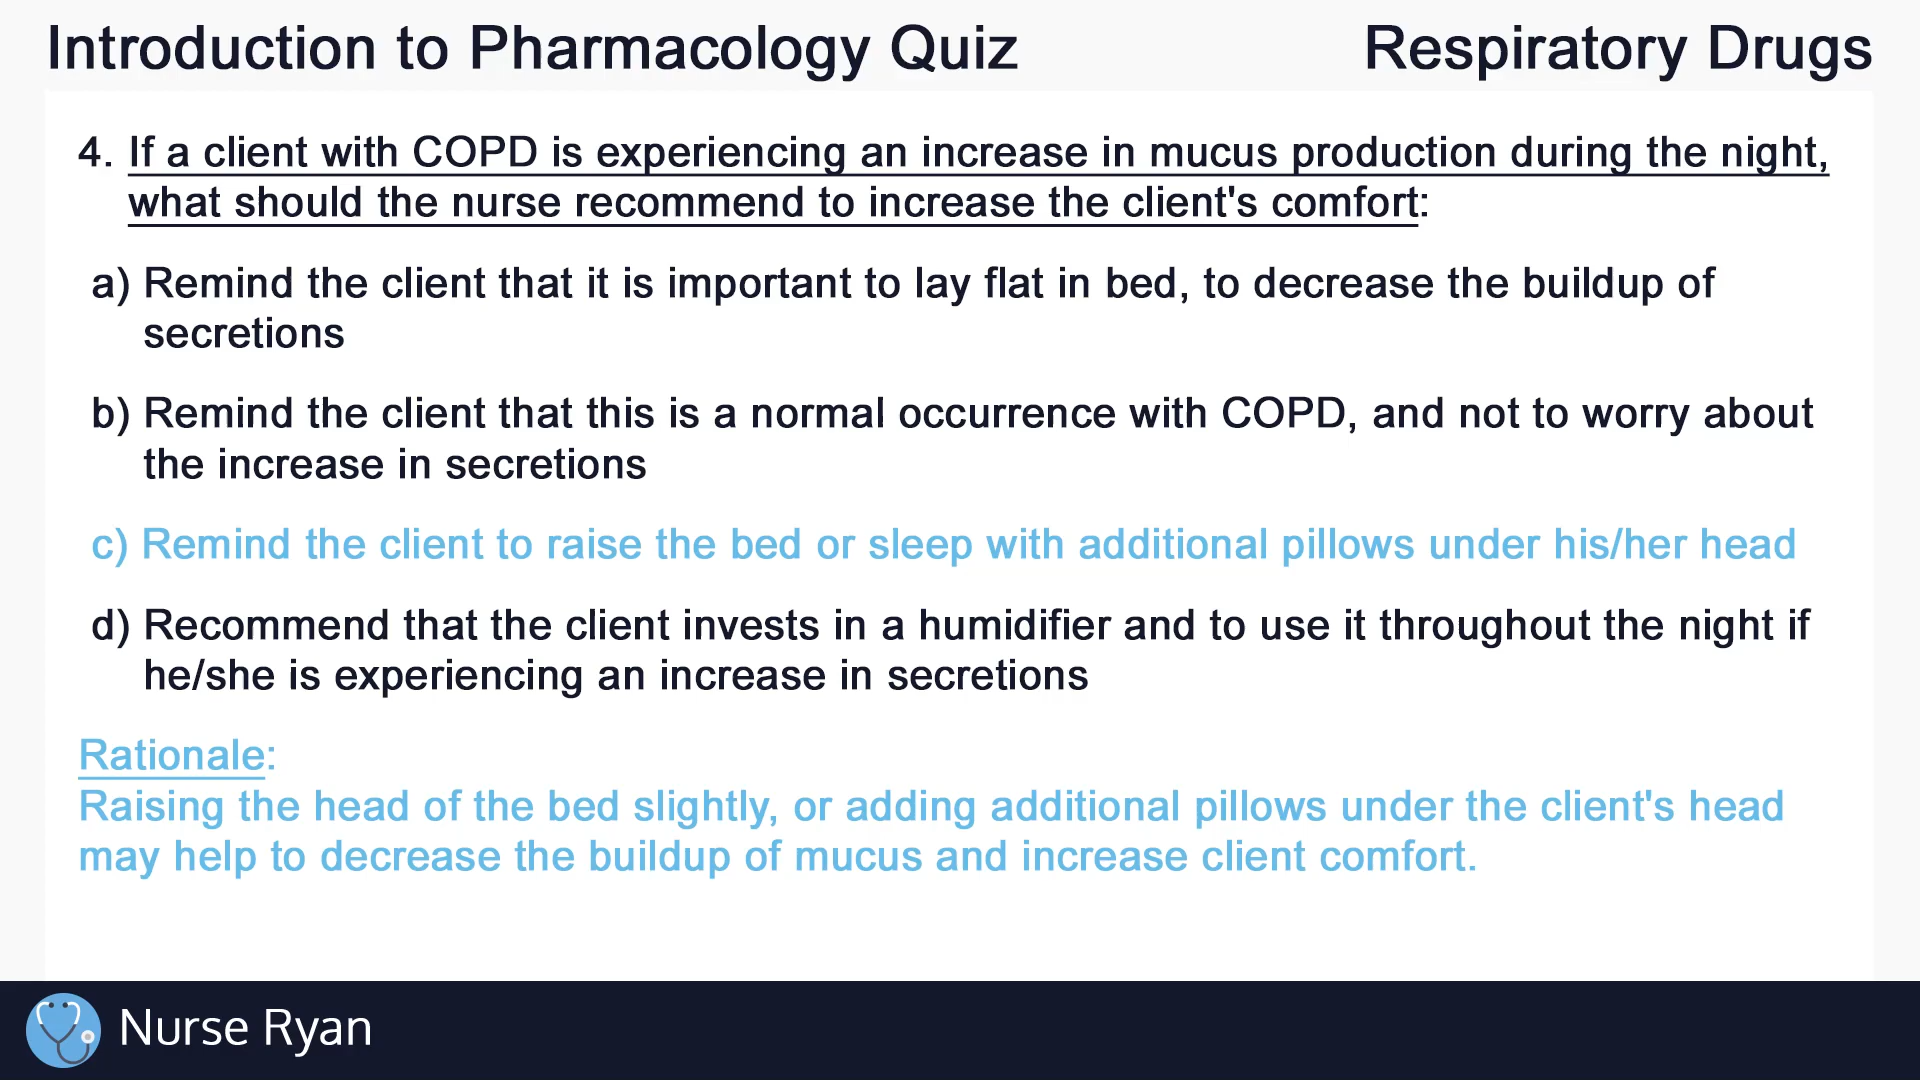 Introduction to Pharmacology Quiz
Respiratory Drugs
4. If a client with COPD is experiencing an increase in mucus production during the night,
what should the nurse recommend to increase the client's comfort:
a) Remind the client that it is important to lay flat in bed, to decrease the buildup of
secretions
b) Remind the client that this is a normal occurrence with COPD, and not to worry about
the increase in secretions
c) Remind the client to raise the bed or sleep with additional pillows under his/her head
d) Recommend that the client invests in a humidifier and to use it throughout the night if
he/she is experiencing an increase in secretions
Rationale:
Raising the head of the bed slightly, or adding additional pillows under the client's head
may help to decrease the buildup of mucus and increase client comfort.
Nurse Ryan